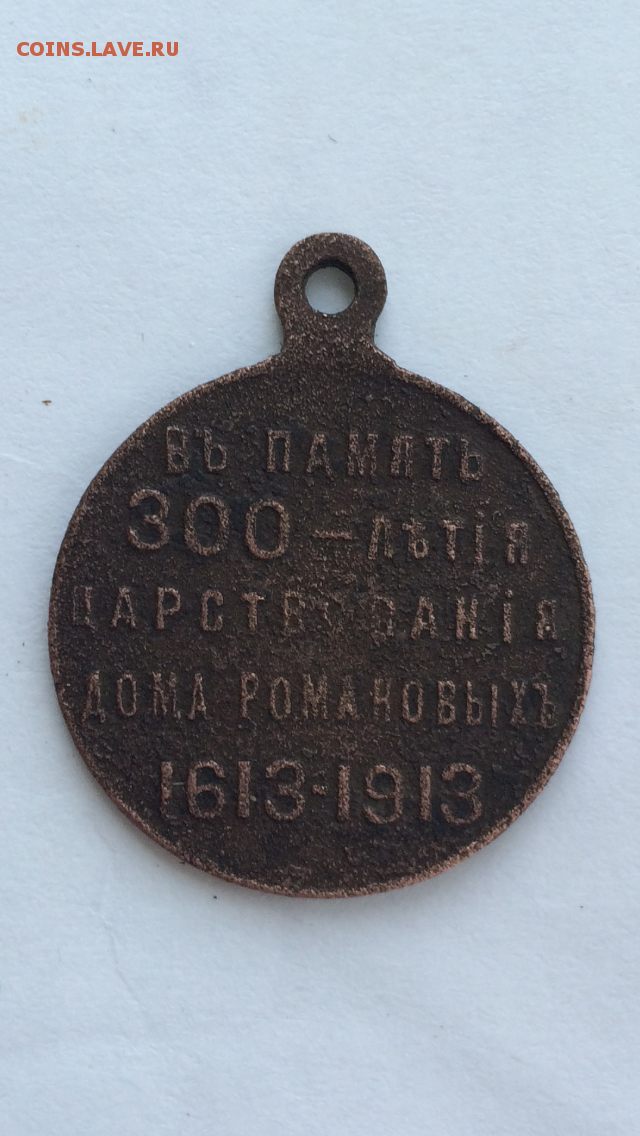 COINS.LAVE.RU
ВЪ ПАМЯТЬ
300-ЛѢТІЯ
ЦАРСТВОВАНІЯ
ДОМА РОМАНОВЫХЪ
1613-1913